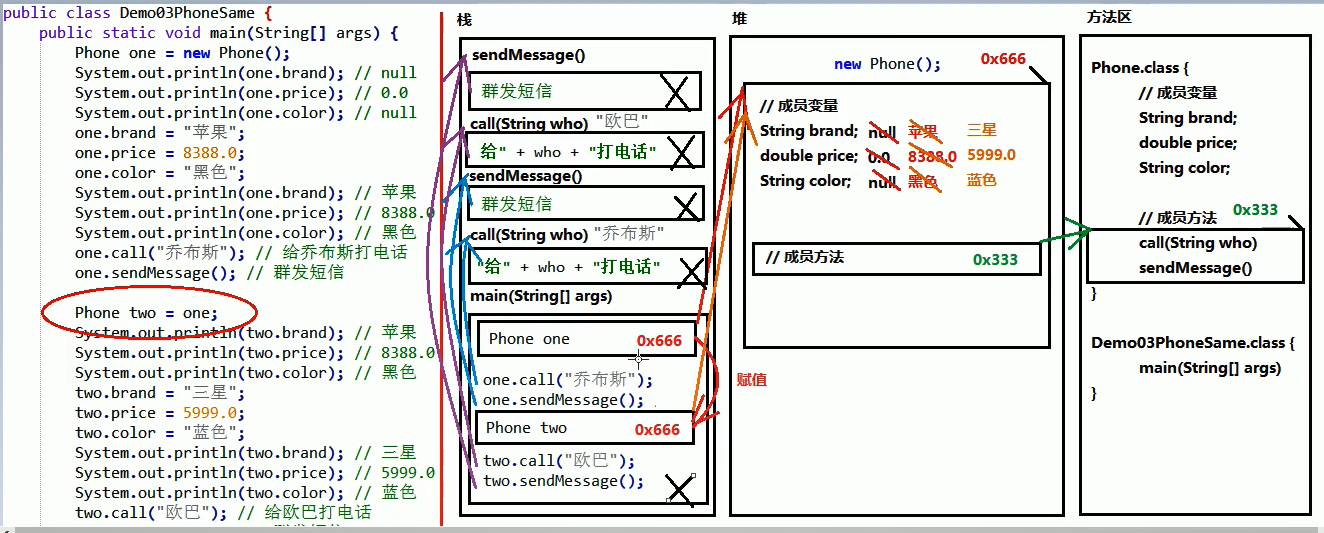 public class Demo03PhoneSame {
public static void main(String[] args) {
Phone one = new Phone();
System.out.println(one.brand); // null
System.out.println(one.price); // 0.0
System.out.println(one.color); // null
one.brand = "苹果";
one.price = 8388.0;
one.color = "黑色";
System.out.println(one.brand); // 苹果
System.out.println(one.price); // 8388.0
System.out.println(one.color); // 黑色
one.call("乔布斯"); // 给乔布斯打电话
one.sendMessage(); // 群发短信
Phone two = one;
System.out.println(two.brand); // 苹果
System.out.println(two.price); // 8388.0
System.out.println(two.color); // 黑色
two.brand = "三星";
two.price = 5999.0;
two.color = "蓝色";
System.out.println(two.brand); // 三星
System.out.println(two.price); // 5999.0
System.out.println(two.color); // 蓝色
two.call("欧巴"); // 给欧巴打电话
栈
sendMessage()
群发短信
call(String who) "欧巴"
给" + who + "打电话"
sendMessage()
群发短信
call(String who) "乔布斯"
"给" + who + "打电话"
main(String[] args)
Phone one 0x666
one.call("乔布斯");
one.sendMessage();
Phone two 0x666
two.call("欧巴");
two.sendMessage();
赋值
堆
new Phone(); 0x666
// 成员变量
String brand; null 苹果 三星
double price; 0.0 8388.0 5999.0
String color; null 黑色 蓝色
// 成员方法 0x333
方法区
Phone.class {
// 成员变量
String brand;
double price;
String color;
// 成员方法 0x333
call(String who)
sendMessage()
}
Demo03PhoneSame.class {
main(String[] args)
}